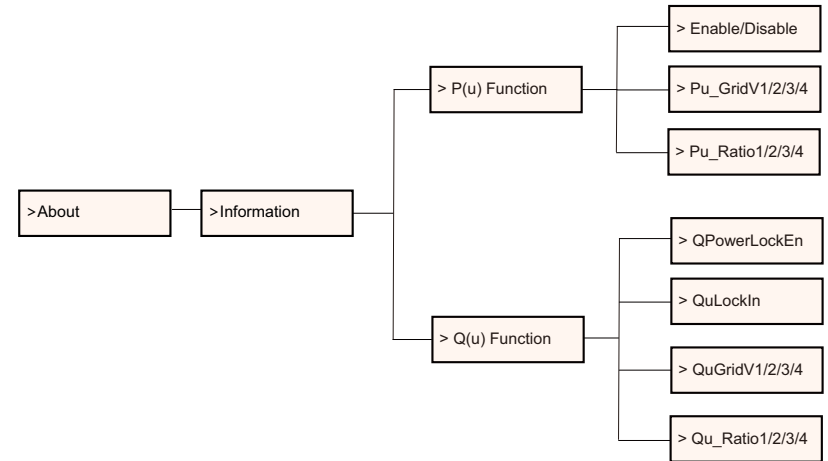 > Enable/Disable
> P(u) Function
> Pu_GridV1/2/3/4
> Pu_Ratio1/2/3/4
>About
>Information
> QPowerLockEn
> QuLockIn
> Q(u) Function
> QuGridV1/2/3/4
> Qu_Ratio1/2/3/4